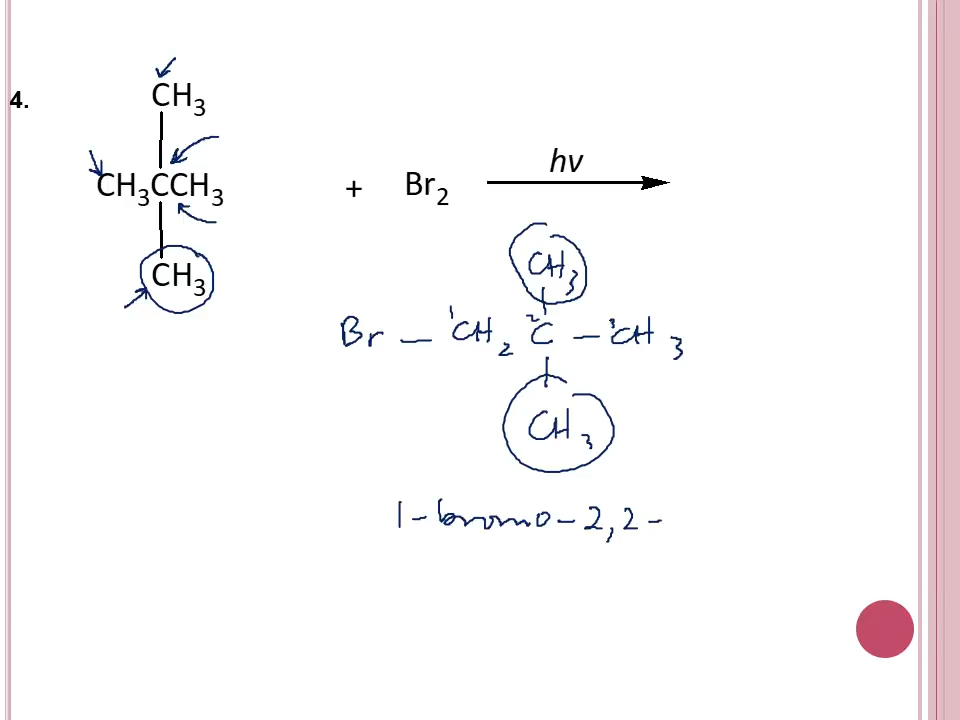 4.
CH3
CH3CCH3 + Br2 hv
CH3
CH3
Br — ¹CH2 ²C — ³CH3
CH3
1-bromo-2,2-